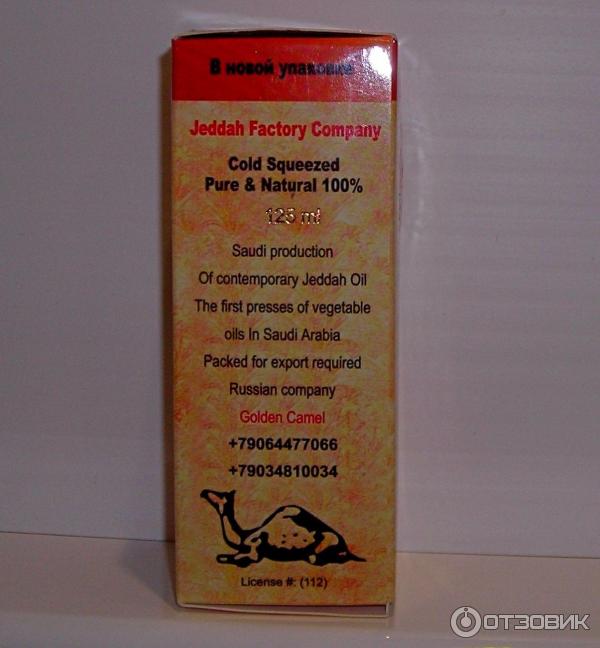 В новой упаковке
Jeddah Factory Company
Cold Squeezed
Pure & Natural 100%
125 ml
Saudi production
Of contemporary Jeddah Oil
The first presses of vegetable
oils In Saudi Arabia
Packed for export required
Russian company
Golden Camel
+79064477066
+79034810034
License #: (112)
ОТЗОВИК